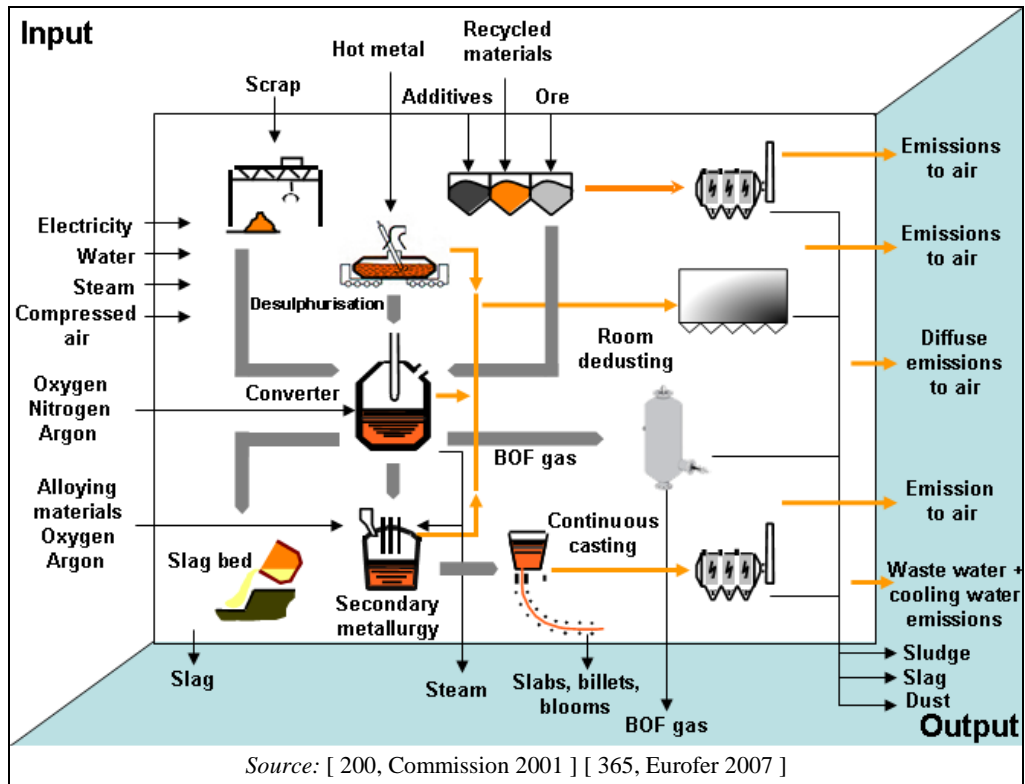 Input
Hot metal
Recycled
materials
Scrap
Additives
Ore
Emissions
to air
Electricity
Water
Steam
Compressed
air
Emissions
to air
Desulphurisation
Room
dedusting
Diffuse
emissions
to air
Oxygen
Nitrogen
Argon
Converter
BOF gas
Alloying
materials
Oxygen
Argon
Emission
to air
Continuous
casting
Slag bed
Secondary
metallurgy
Waste water +
cooling water
emissions
Slag
Steam
Slabs, billets,
blooms
BOF gas
Sludge
Slag
Dust
Output
Source: [ 200, Commission 2001 ] [ 365, Eurofer 2007 ]